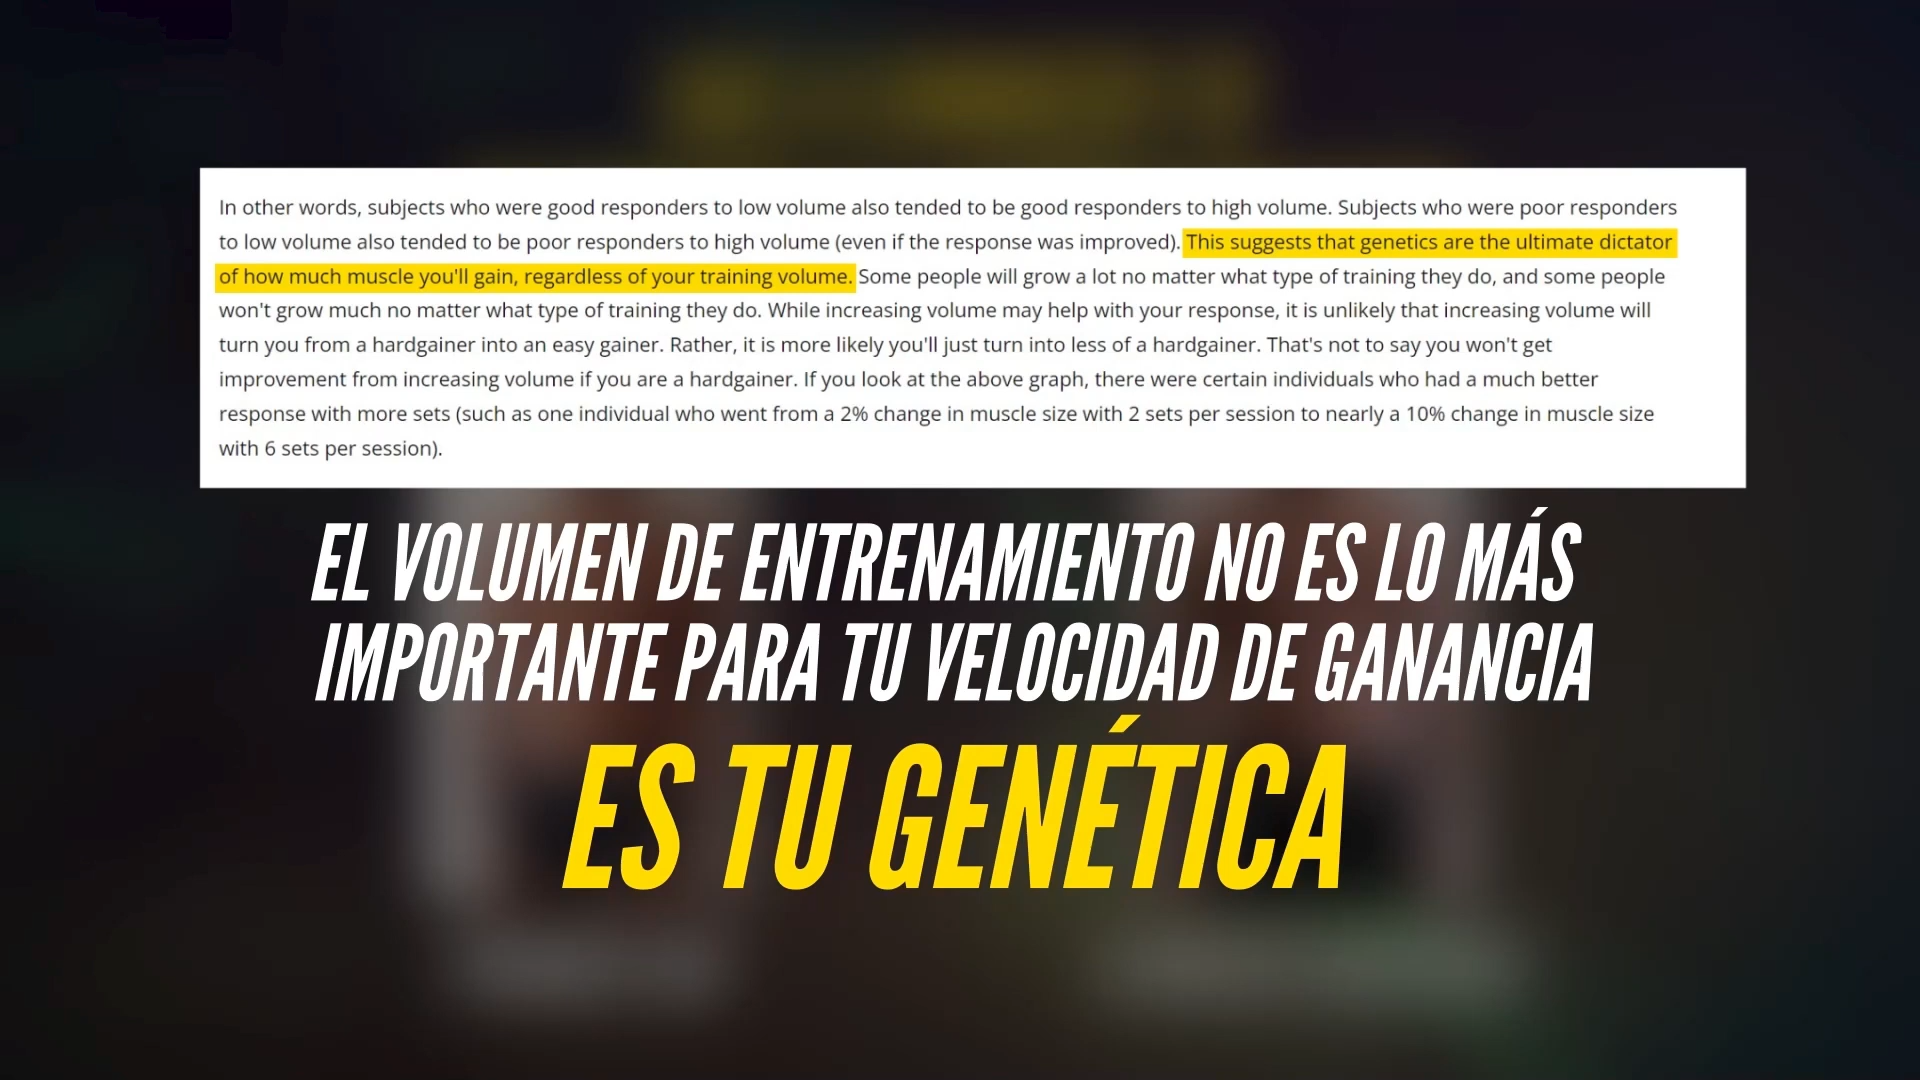 In other words, subjects who were good responders to low volume also tended to be good responders to high volume. Subjects who were poor responders
to low volume also tended to be poor responders to high volume (even if the response was improved). This suggests that genetics are the ultimate dictator
of how much muscle you'll gain, regardless of your training volume. Some people will grow a lot no matter what type of training they do, and some people
won't grow much no matter what type of training they do. While increasing volume may help with your response, it is unlikely that increasing volume will
turn you from a hardgainer into an easy gainer. Rather, it is more likely you'll just turn into less of a hardgainer. That's not to say you won't get
improvement from increasing volume if you are a hardgainer. If you look at the above graph, there were certain individuals who had a much better
response with more sets (such as one individual who went from a 2% change in muscle size with 2 sets per session to nearly a 10% change in muscle size
with 6 sets per session).
EL VOLUMEN DE ENTRENAMIENTO NO ES LO MÁS
IMPORTANTE PARA TU VELOCIDAD DE GANANCIA
ES TU GENÉTICA